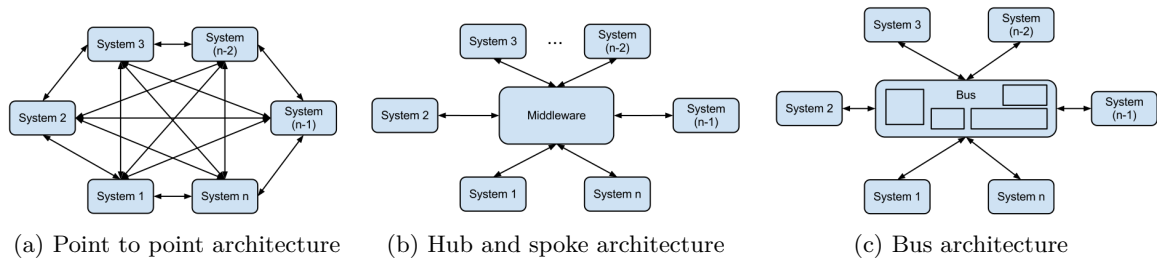 System 3
System
(n-2)
System 2
System
(n-1)
System 1
System n
(a) Point to point architecture
System 3
...
System
(n-2)
System 2
Middleware
System
(n-1)
System 1
System n
(b) Hub and spoke architecture
System 3
System
(n-2)
System 2
Bus
System
(n-1)
System 1
System n
(c) Bus architecture